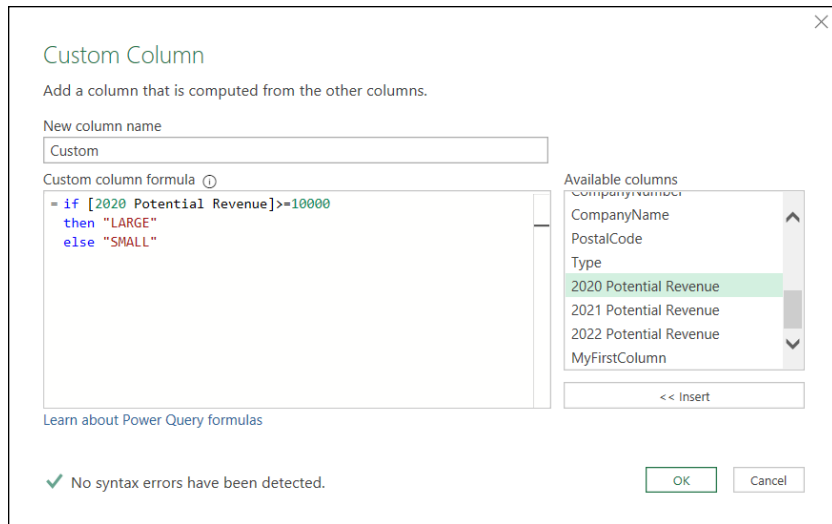 Custom Column
Add a column that is computed from the other columns.
New column name
Custom
Custom column formula
= if [2020 Potential Revenue]>=10000
then "LARGE"
else "SMALL"
Available columns
CompanyNumber
CompanyName
PostalCode
Type
2020 Potential Revenue
2021 Potential Revenue
2022 Potential Revenue
MyFirstColumn
<< Insert
Learn about Power Query formulas
No syntax errors have been detected.
OK
Cancel